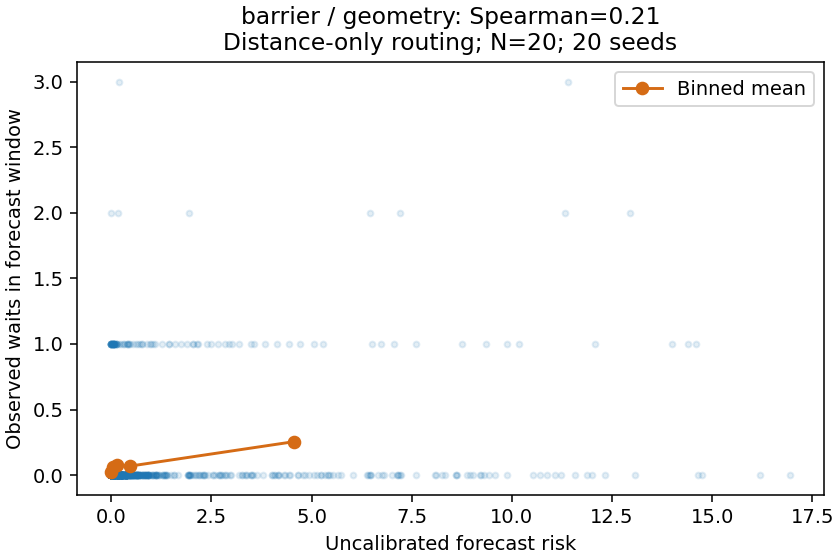 barrier / geometry: Spearman=0.21
Distance-only routing; N=20; 20 seeds
Binned mean
Observed waits in forecast window
3.0
2.5
2.0
1.5
1.0
0.5
0.0
0.0 2.5 5.0 7.5 10.0 12.5 15.0 17.5
Uncalibrated forecast risk